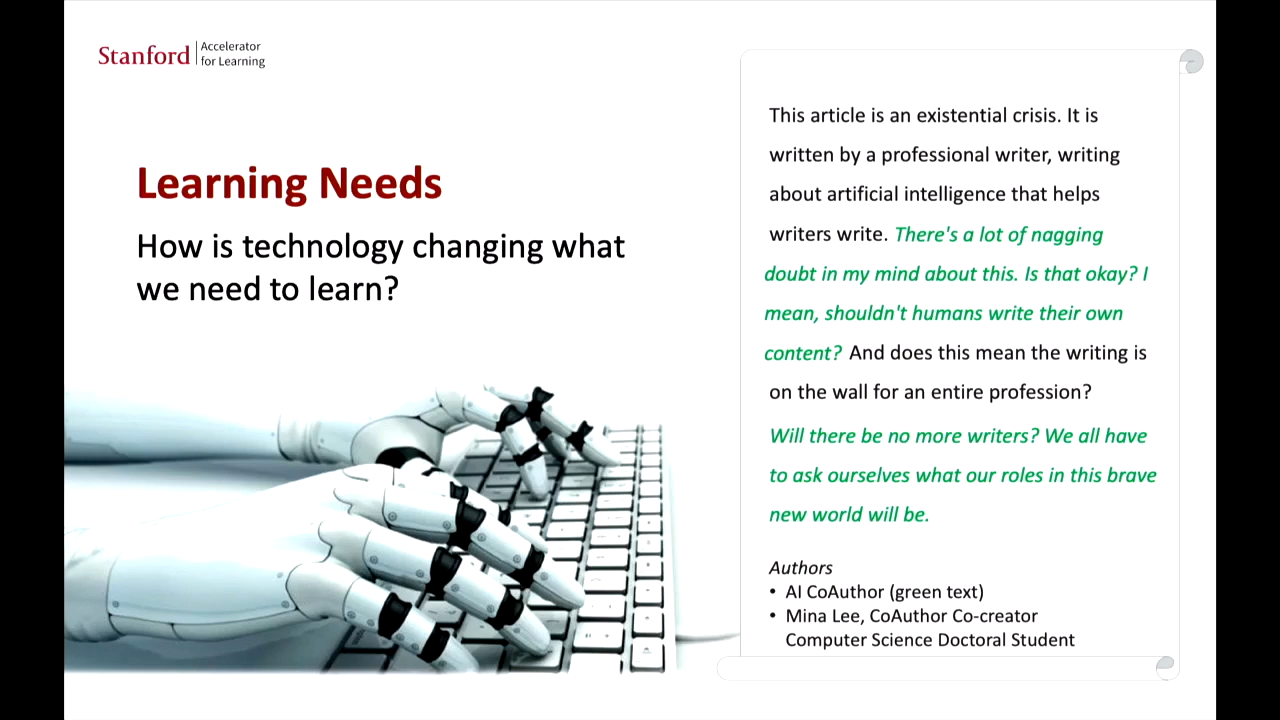 Stanford
Accelerator
for Learning
Learning Needs
How is technology changing what
we need to learn?
This article is an existential crisis. It is
written by a professional writer, writing
about artificial intelligence that helps
writers write. There's a lot of nagging
doubt in my mind about this. Is that okay? I
mean, shouldn't humans write their own
content? And does this mean the writing is
on the wall for an entire profession?
Will there be no more writers? We all have
to ask ourselves what our roles in this brave
new world will be.
Authors
• AI CoAuthor (green text)
• Mina Lee, CoAuthor Co-creator
Computer Science Doctoral Student